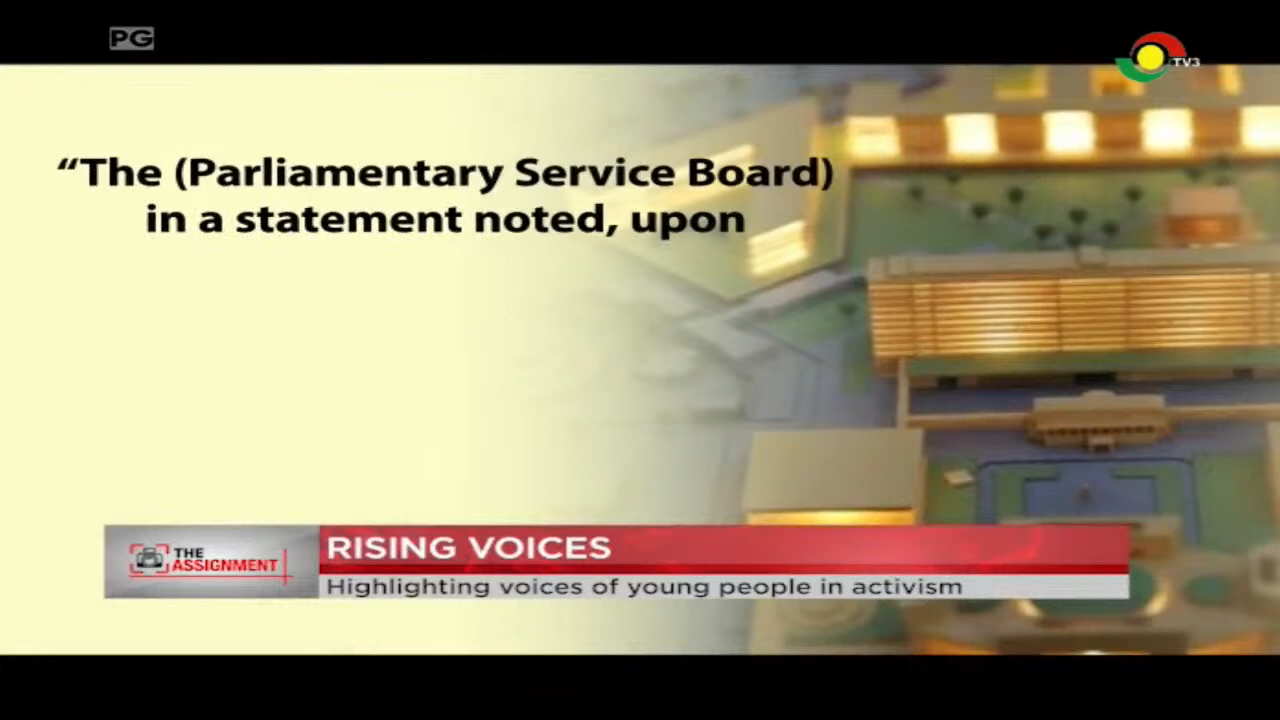 PG
TV3
“The (Parliamentary Service Board)
in a statement noted, upon
THE
ASSIGNMENT
RISING VOICES
Highlighting voices of young people in activism